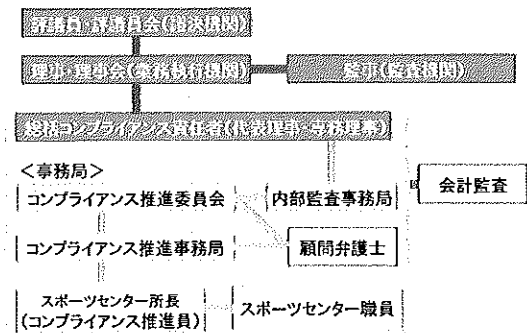 評議員・評議員会(議決機関)
理事・理事会(業務執行機関)
監事(監査機関)
総括コンプライアンス責任者(代表理事・専務理事)
<事務局>
会計監査
コンプライアンス推進委員会
内部監査事務局
コンプライアンス推進事務局
顧問弁護士
スポーツセンター所長
(コンプライアンス推進員)
スポーツセンター職員